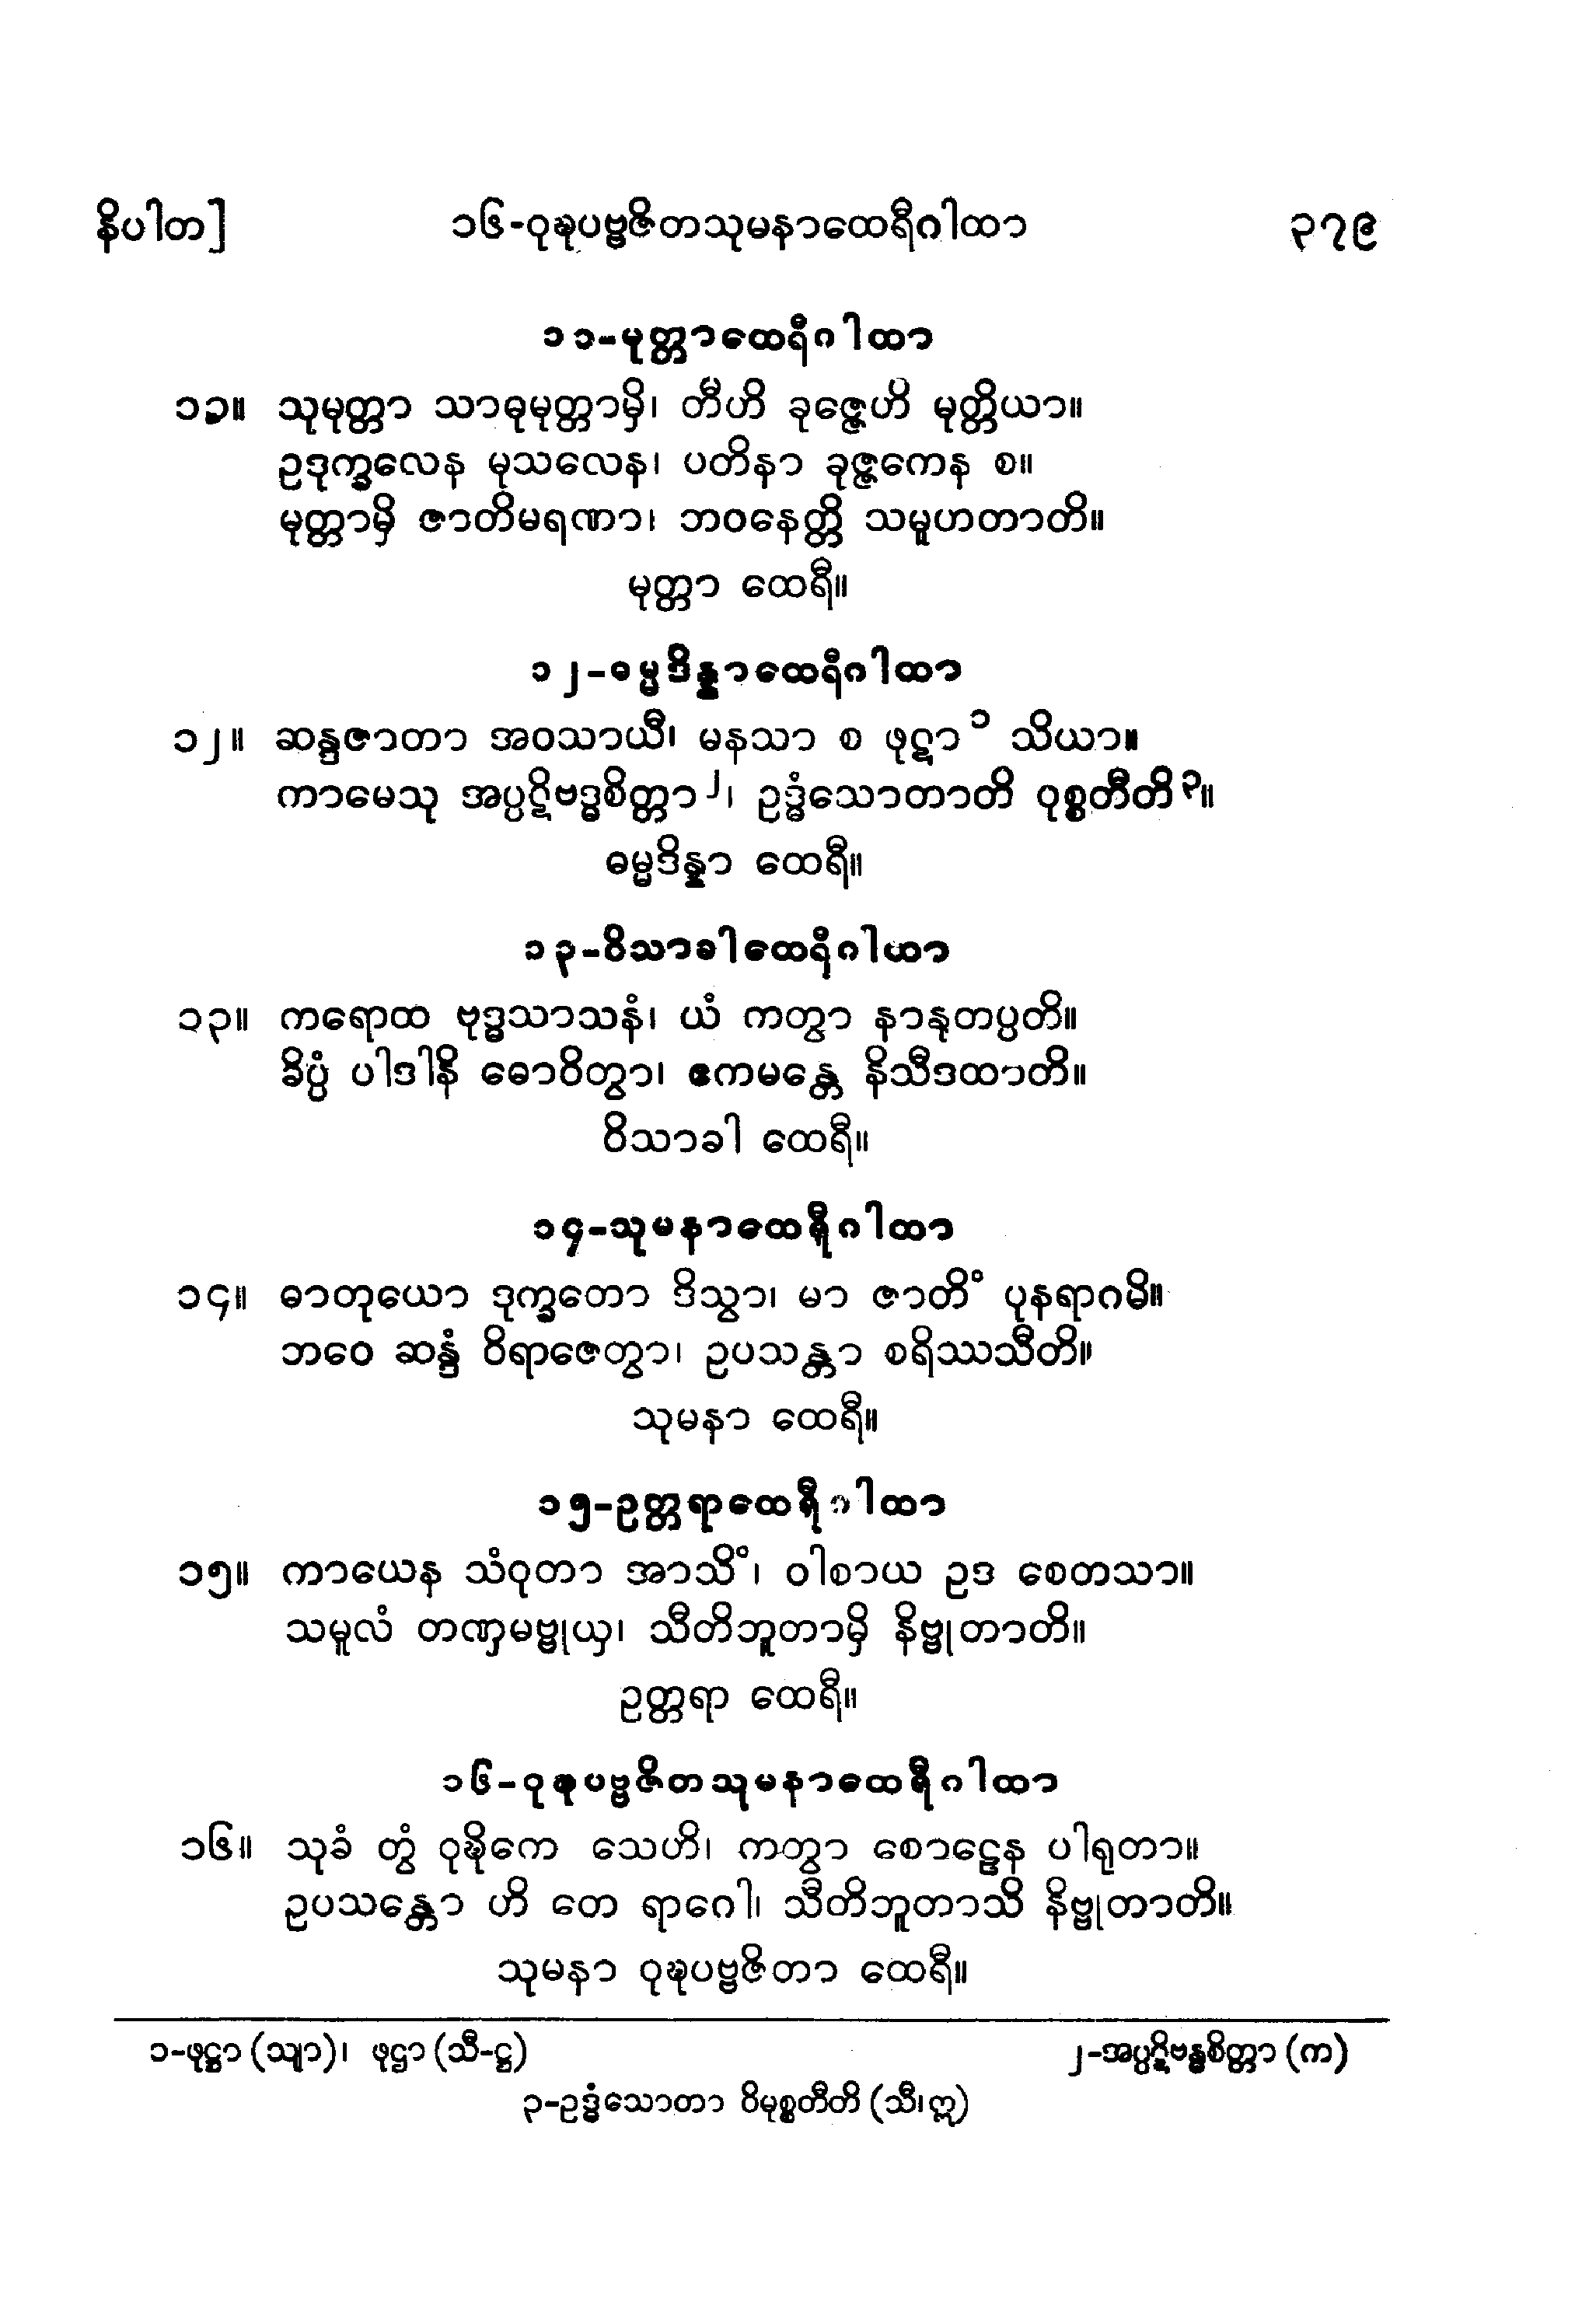 နိပါတ]
၁၆-ဝုဍ္ဎပဗ္ဗဇိတသုမနာထေရီဂါထာ
၃၇၉
၁၁-မုတ္တာထေရီဂါထာ
၁၁။ သုမုတ္တာ သာဓုမုတ္တာမှိ၊ တီဟိ ခုဇ္ဇေဟိ မုတ္တိယာ။
ဥဒုက္ခလေန မုသလေန၊ ပတိနာ ခုဇ္ဇကေန စ။
မုတ္တာမှိ ဇာတိမရဏာ၊ ဘဝနေတ္တိ သမူဟတာတိ။
မုတ္တာ ထေရီ။
၁၂-ဓမ္မဒိန္နာထေရီဂါထာ
၁၂။ ဆန္ဒဇာတာ အဝသာယီ၊ မနသာ စ ဖုဋာ ၁ သိယာ။
ကာမေသု အပ္ပဋိဗဒ္ဓစိတ္တာ ၂၊ ဥဒ္ဓံသောတာတိ ဝုစ္စတီတိ ၃။
ဓမ္မဒိန္နာ ထေရီ။
၁၃-ဝိသာခါထေရီဂါထာ
၁၃။ ကရောထ ဗုဒ္ဓသာသနံ၊ ယံ ကတွာ နာနုတပ္ပတိ။
ခိပ္ပံ ပါဒါနိ ဓောဝိတွာ၊ ဧကမန္တေ နိသီဒထာတိ။
ဝိသာခါ ထေရီ။
၁၄-သုမနာထေရီဂါထာ
၁၄။ ဓာတုယော ဒုက္ခတော ဒိသွာ၊ မာ ဇာတိံ ပုနရာဂမိ။
ဘဝေ ဆန္ဒံ ဝိရာဇေတွာ၊ ဥပသန္တာ စရိဿသီတိ။
သုမနာ ထေရီ။
၁၅-ဥတ္တရာထေရီဂါထာ
၁၅။ ကာယေန သံဝုတာ အာသိံ၊ ဝါစာယ ဥဒ စေတသာ။
သမူလံ တဏှမဗ္ဗုယှ၊ သီတိဘူတာမှိ နိဗ္ဗုတာတိ။
ဥတ္တရာ ထေရီ။
၁၆-ဝုဍ္ဎပဗ္ဗဇိတသုမနာထေရီဂါထာ
၁၆။ သုခံ တွံ ဝုဍ္ဎိကေ သေဟိ၊ ကတွာ စောဠေန ပါရုတာ။
ဥပသန္တော ဟိ တေ ရာဂေါ၊ သီတိဘူတာသိ နိဗ္ဗုတာတိ။
သုမနာ ဝုဍ္ဎပဗ္ဗဇိတာ ထေရီ။
၁-ဖုဋ္ဌာ (သျာ)၊ ဖုဌာ (သီ-ဋ္ဌ)
၂-အပ္ပဋိဗန္ဓစိတ္တာ (က)
၃-ဥဒ္ဓံသောတာ ဝိမုစ္စတီတိ (သီ၊ဣ)